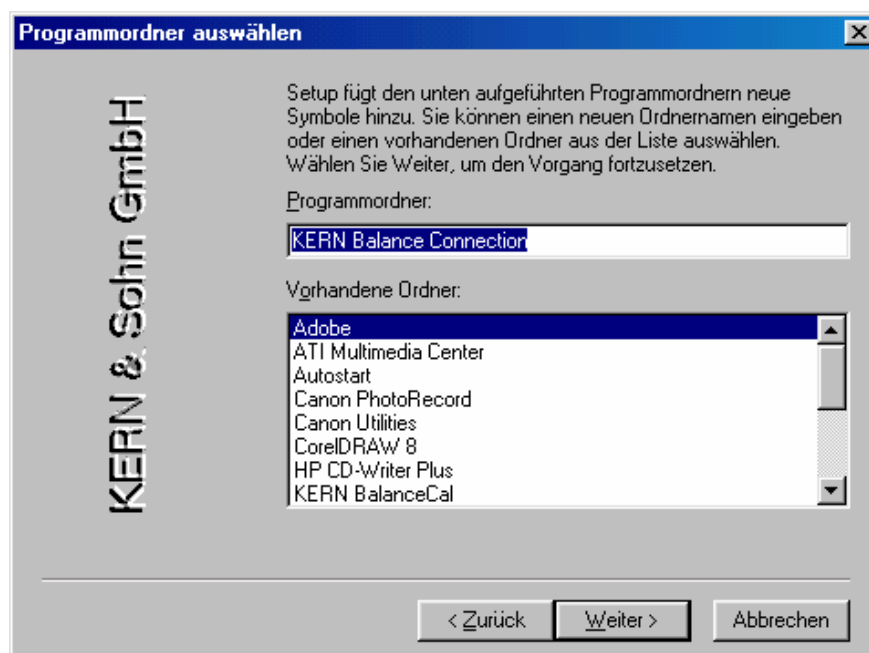 Programmordner auswählen
KERN & Sohn GmbH
Setup fügt den unten aufgeführten Programmordnern neue
Symbole hinzu. Sie können einen neuen Ordnernamen eingeben
oder einen vorhandenen Ordner aus der Liste auswählen.
Wählen Sie Weiter, um den Vorgang fortzusetzen.
Programmordner:
KERN Balance Connection
Vorhandene Ordner:
Adobe
ATI Multimedia Center
Autostart
Canon PhotoRecord
Canon Utilities
CorelDRAW 8
HP CD-Writer Plus
KERN BalanceCal
< Zurück
Weiter >
Abbrechen